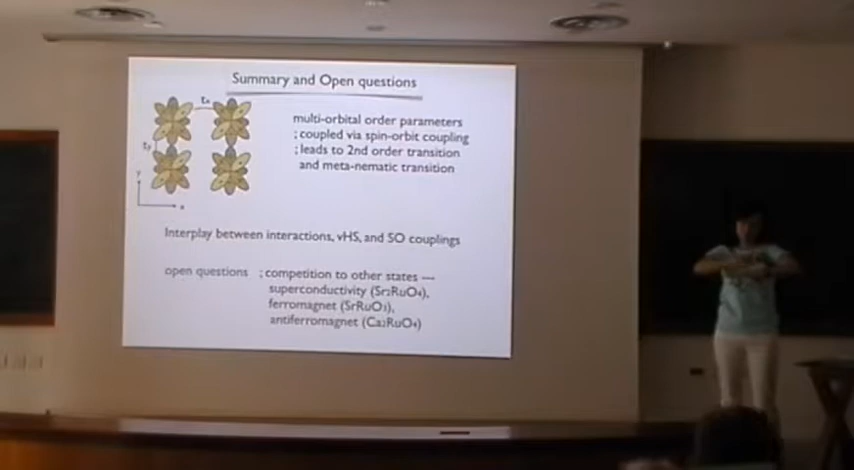 Summary and Open questions
tx
ty
y
x
multi-orbital order parameters
; coupled via spin-orbit coupling
; leads to 2nd order transition
and meta-nematic transition
Interplay between interactions, vHS, and SO couplings
open questions ; competition to other states ---
superconductivity (Sr₂RuO₄),
ferromagnet (SrRuO₃),
antiferromagnet (Ca₂RuO₄)